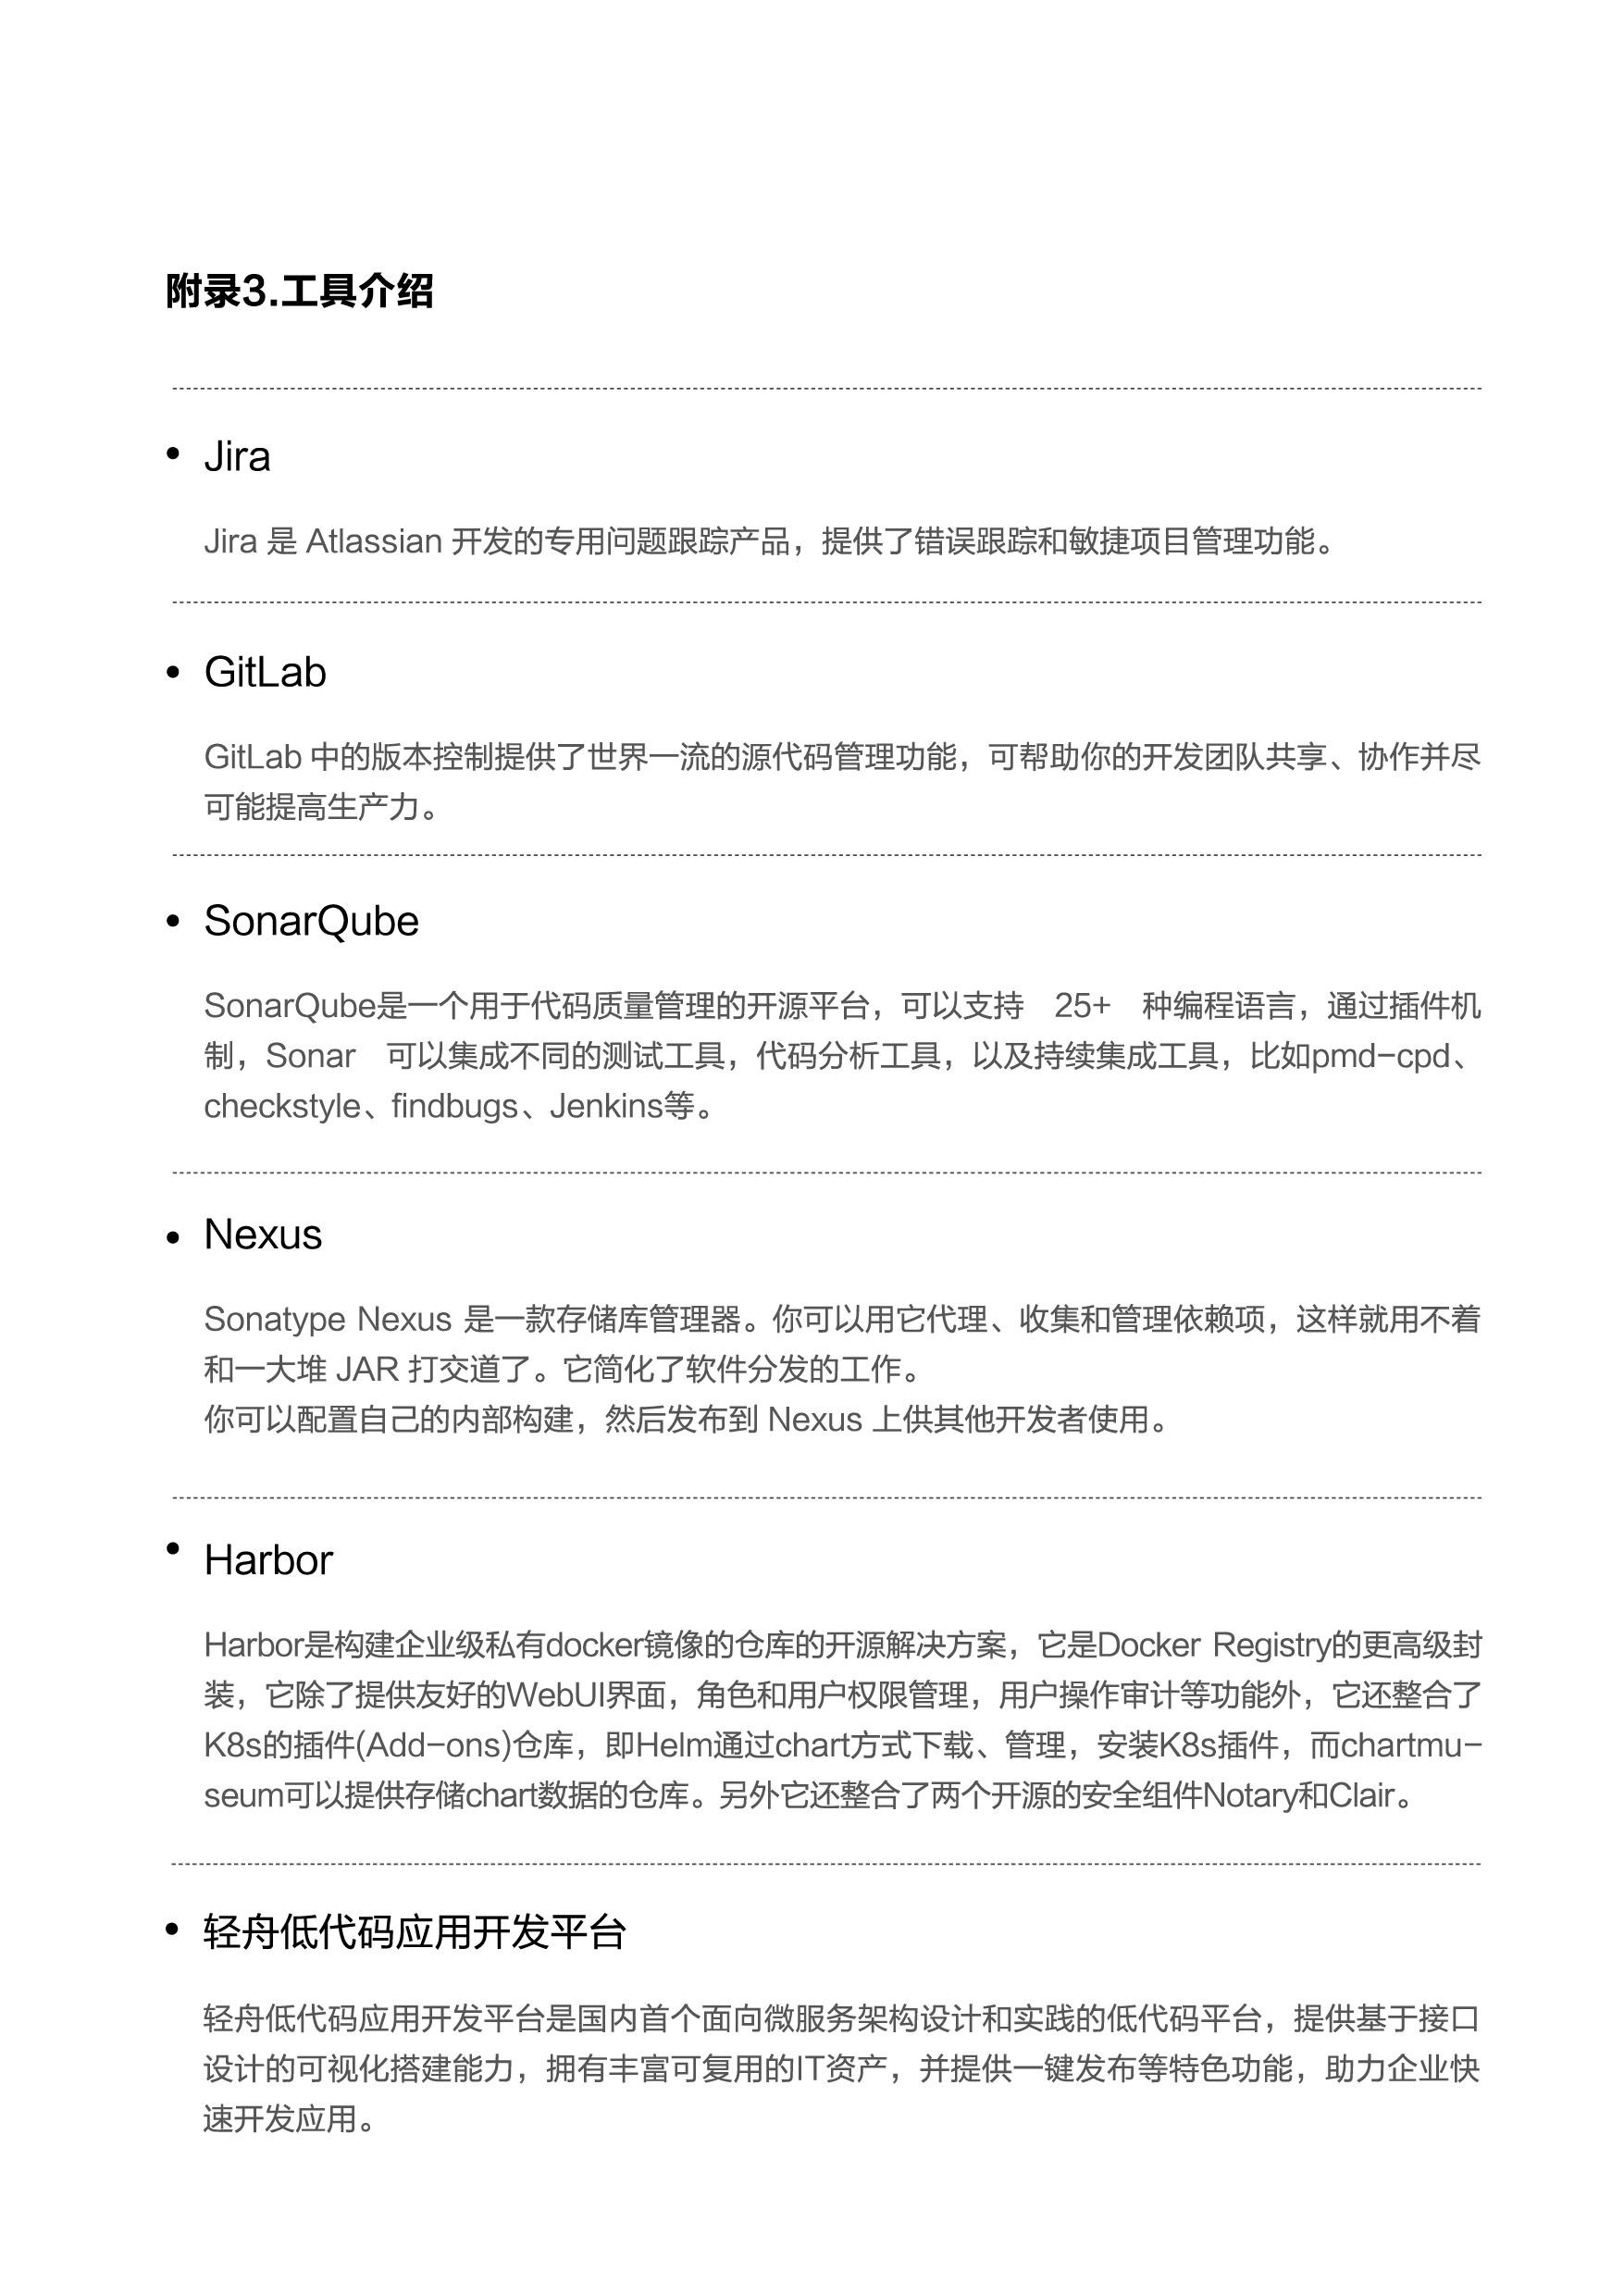 附录3.工具介绍
• Jira
Jira 是 Atlassian 开发的专用问题跟踪产品，提供了错误跟踪和敏捷项目管理功能。
• GitLab
GitLab 中的版本控制提供了世界一流的源代码管理功能，可帮助你的开发团队共享、协作并尽
可能提高生产力。
• SonarQube
SonarQube是一个用于代码质量管理的开源平台，可以支持 25+ 种编程语言，通过插件机
制，Sonar 可以集成不同的测试工具，代码分析工具，以及持续集成工具，比如pmd-cpd、
checkstyle、findbugs、Jenkins等。
• Nexus
Sonatype Nexus 是一款存储库管理器。你可以用它代理、收集和管理依赖项，这样就用不着
和一大堆 JAR 打交道了。它简化了软件分发的工作。
你可以配置自己的内部构建，然后发布到 Nexus 上供其他开发者使用。
• Harbor
Harbor是构建企业级私有docker镜像的仓库的开源解决方案，它是Docker Registry的更高级封
装，它除了提供友好的WebUI界面，角色和用户权限管理，用户操作审计等功能外，它还整合了
K8s的插件(Add-ons)仓库，即Helm通过chart方式下载、管理，安装K8s插件，而chartmu-
seum可以提供存储chart数据的仓库。另外它还整合了两个开源的安全组件Notary和Clair。
• 轻舟低代码应用开发平台
轻舟低代码应用开发平台是国内首个面向微服务架构设计和实践的低代码平台，提供基于接口
设计的可视化搭建能力，拥有丰富可复用的IT资产，并提供一键发布等特色功能，助力企业快
速开发应用。